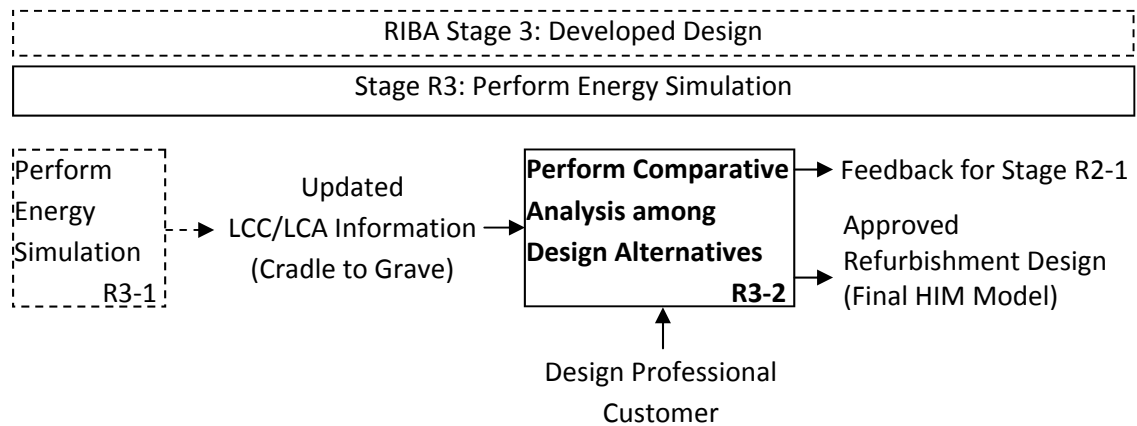 RIBA Stage 3: Developed Design
Stage R3: Perform Energy Simulation
Perform
Energy
Simulation
R3-1
Updated
LCC/LCA Information
(Cradle to Grave)
Perform Comparative
Analysis among
Design Alternatives
R3-2
Feedback for Stage R2-1
Approved
Refurbishment Design
(Final HIM Model)
Design Professional
Customer